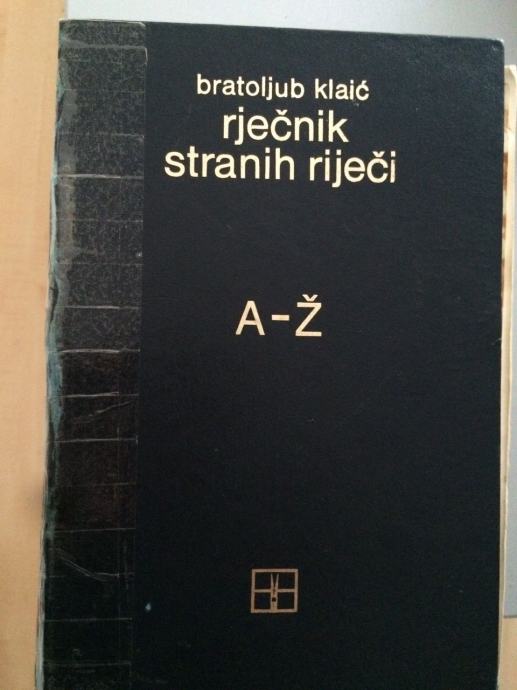 bratoljub klaić
rječnik
stranih riječi
A-Ž